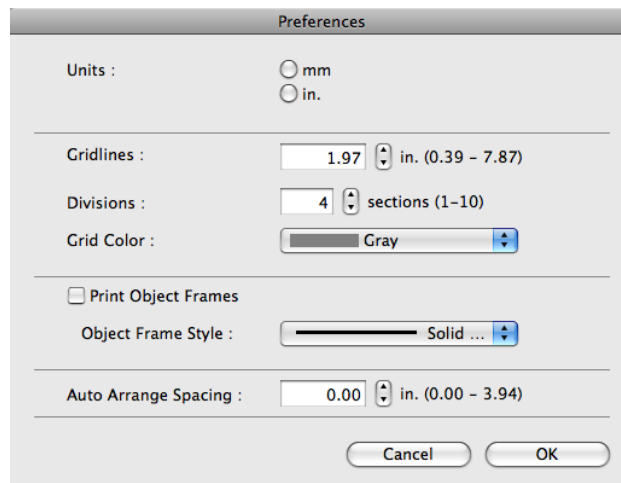 Preferences
Units :
mm
in.
Gridlines : 1.97 in. (0.39 – 7.87)
Divisions : 4 sections (1–10)
Grid Color : Gray
Print Object Frames
Object Frame Style : Solid ...
Auto Arrange Spacing : 0.00 in. (0.00 – 3.94)
Cancel OK